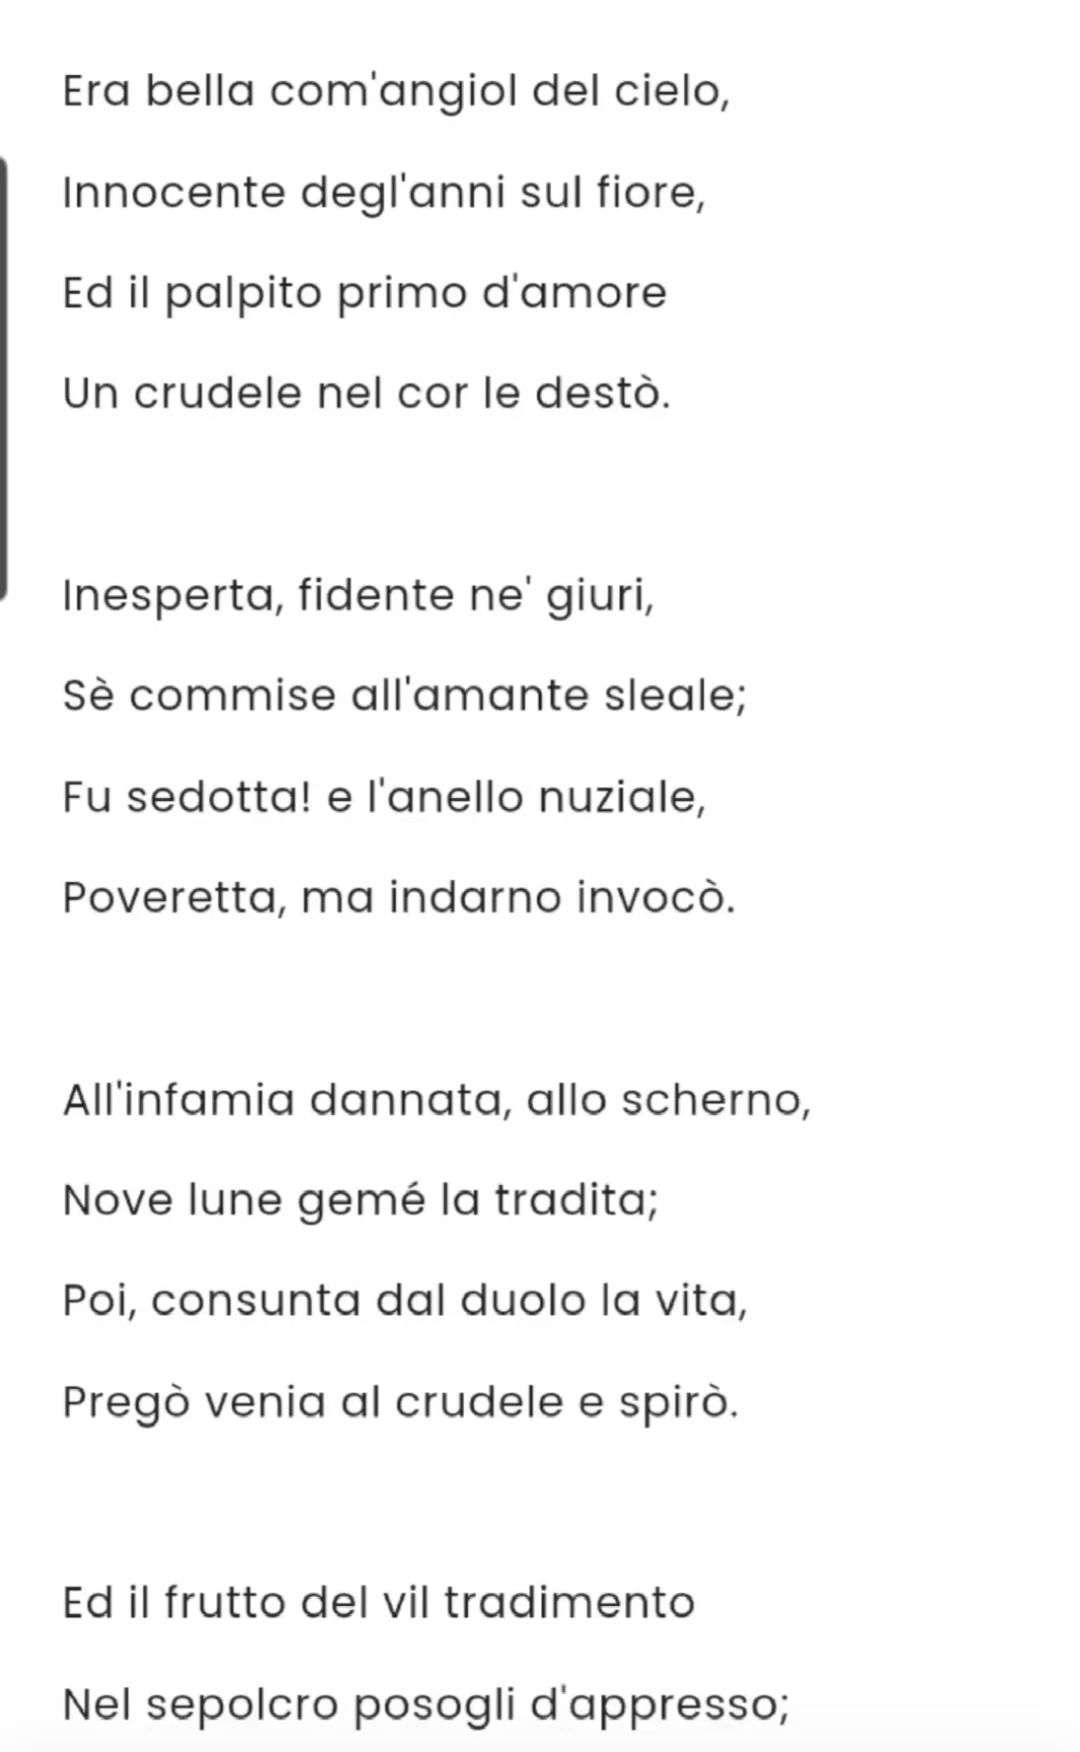 Era bella com'angiol del cielo,
Innocente degl'anni sul fiore,
Ed il palpito primo d'amore
Un crudele nel cor le destò.
Inesperta, fidente ne' giuri,
Sè commise all'amante sleale;
Fu sedotta! e l'anello nuziale,
Poveretta, ma indarno invocò.
All'infamia dannata, allo scherno,
Nove lune gemé la tradita;
Poi, consunta dal duolo la vita,
Pregò venia al crudele e spirò.
Ed il frutto del vil tradimento
Nel sepolcro posogli d'appresso;